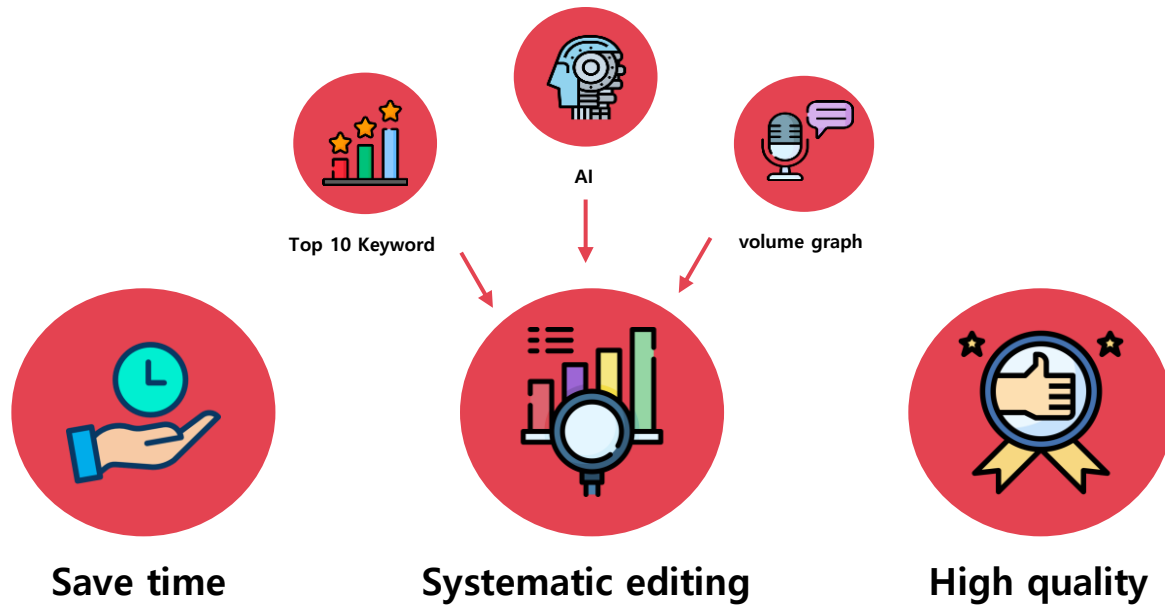 AI
Top 10 Keyword
volume graph
Save time
Systematic editing
High quality